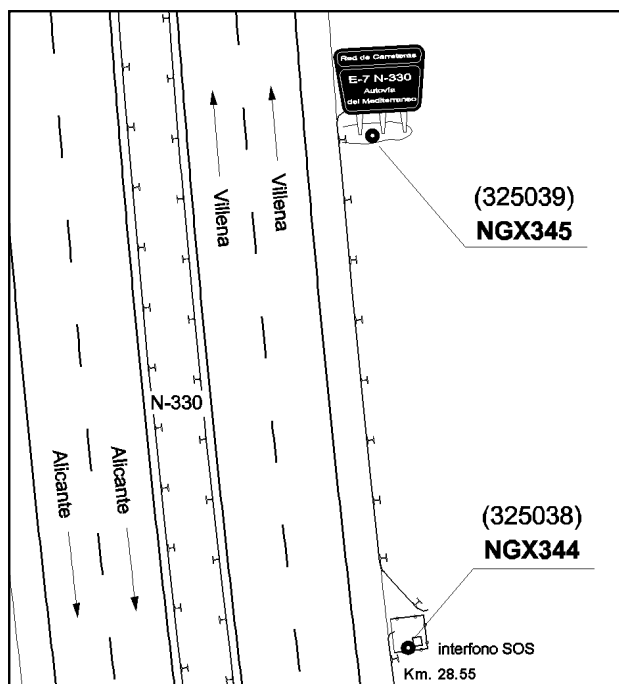 Red de Carreteras
E-7 N-330
Autovía
del Mediterraneo
Villena
Villena
(325039)
NGX345
N-330
Alicante
Alicante
(325038)
NGX344
interfono SOS
Km. 28.55